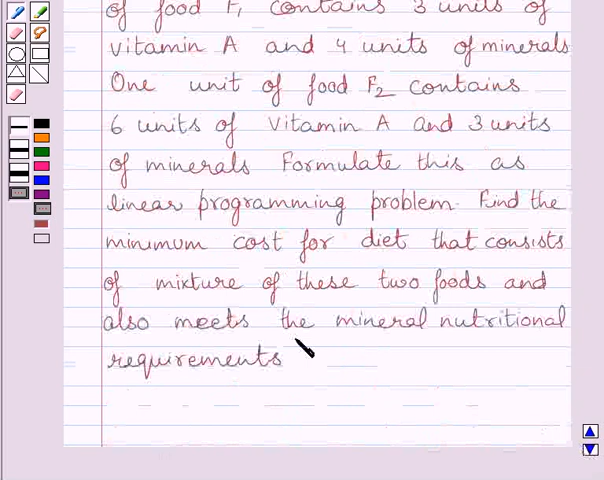 of food F₁ contains 3 units of
vitamin A and 4 units of minerals
One unit of food F₂ contains
6 units of vitamin A and 3 units
of minerals Formulate this as
linear programming problem. Find the
minimum cost for diet that consists
of mixture of these two foods and
also meets the mineral nutritional
requirements